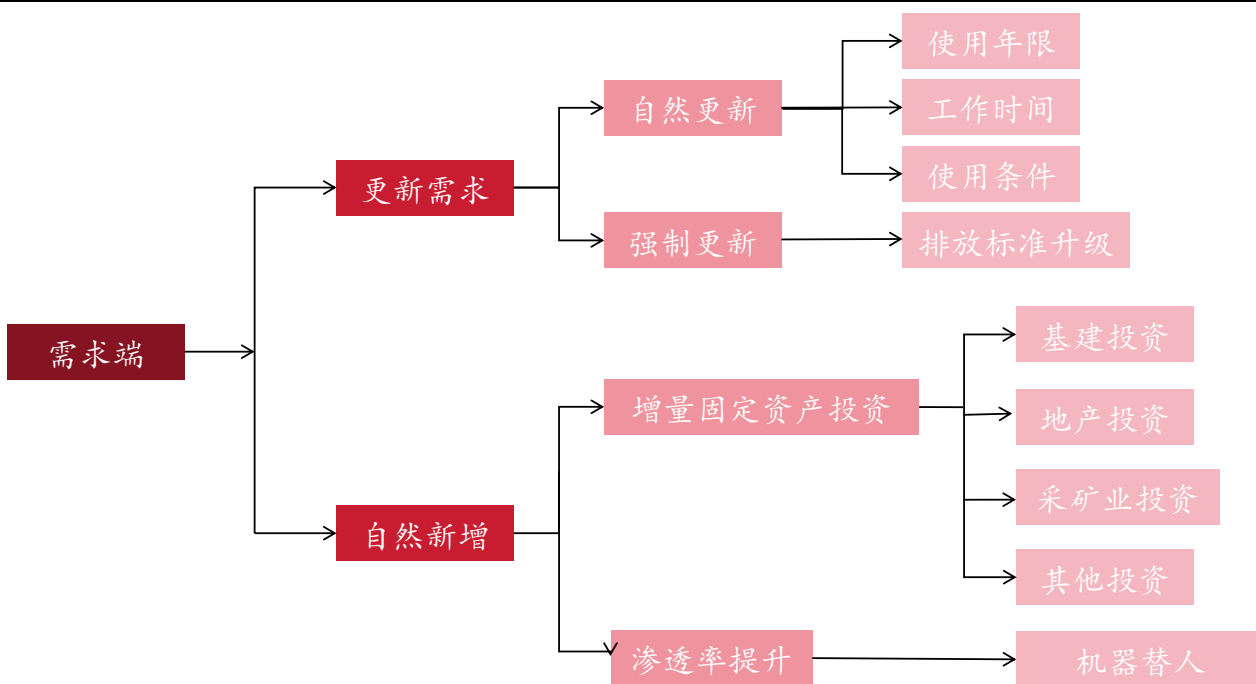 需求端
更新需求
自然更新
使用年限
工作时间
使用条件
强制更新
排放标准升级
自然新增
增量固定资产投资
基建投资
地产投资
采矿业投资
其他投资
渗透率提升
机器替人